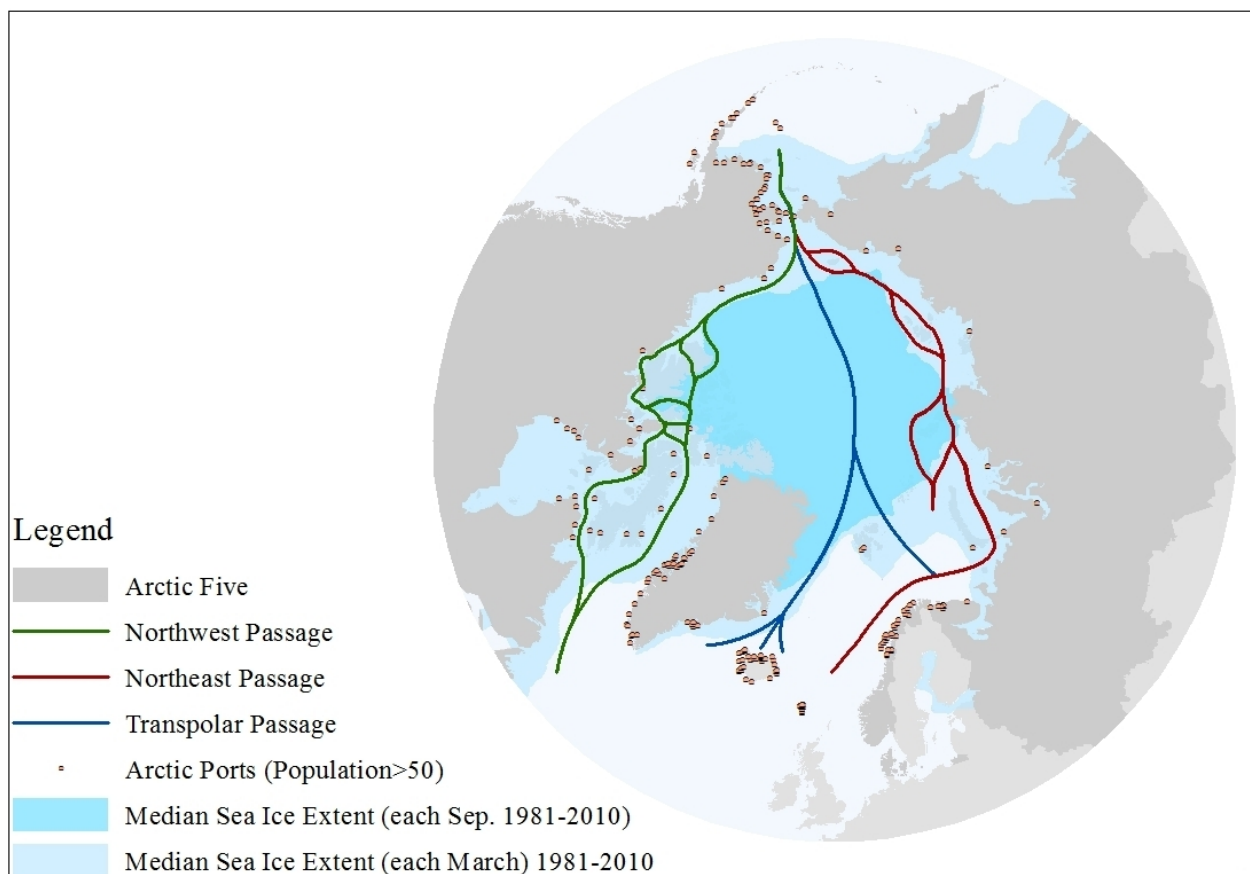 Legend
Arctic Five
Northwest Passage
Northeast Passage
Transpolar Passage
Arctic Ports (Population>50)
Median Sea Ice Extent (each Sep. 1981-2010)
Median Sea Ice Extent (each March) 1981-2010